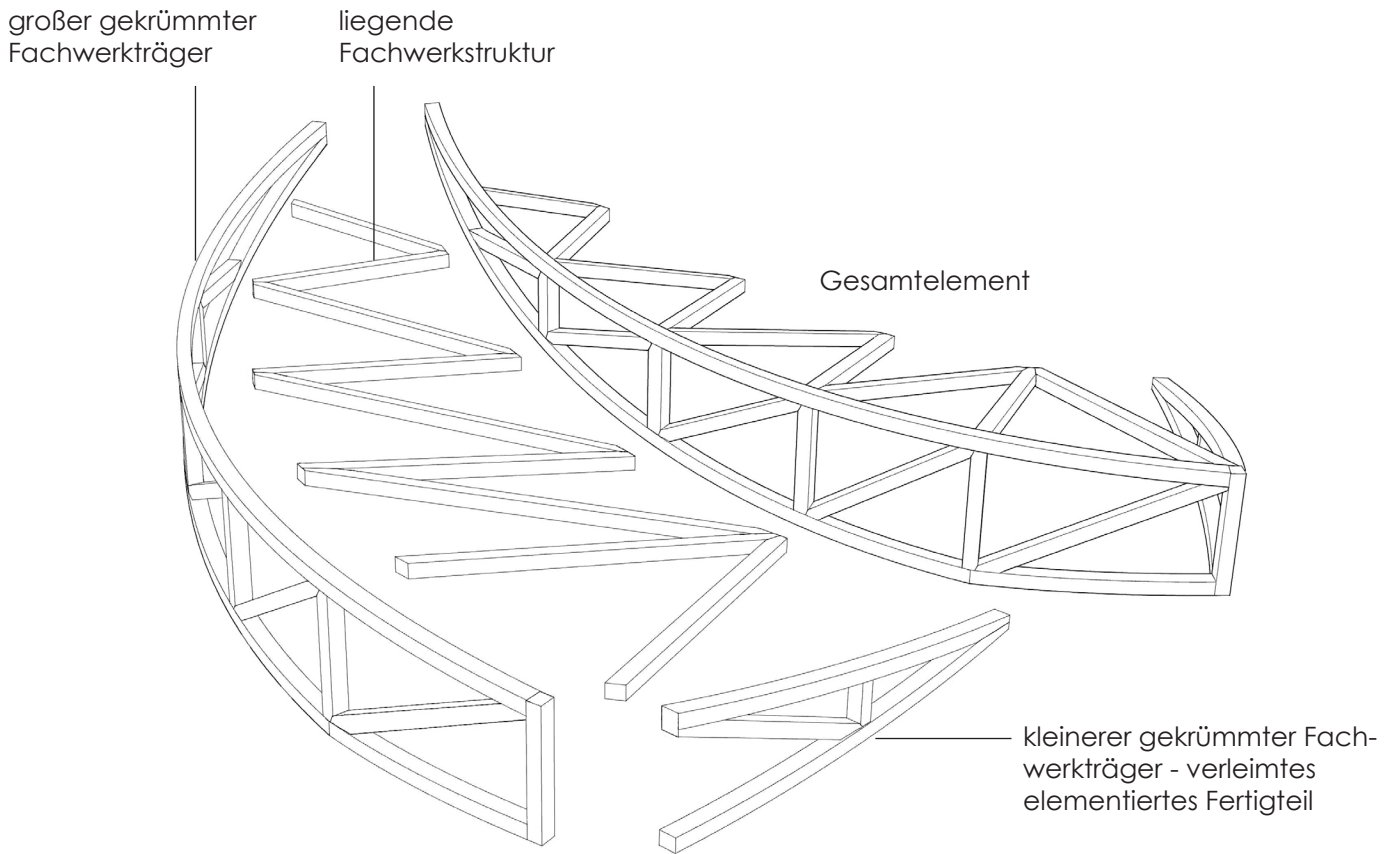 großer gekrümmter
Fachwerkträger
liegende
Fachwerkstruktur
Gesamtelement
kleinerer gekrümmter Fach-
werkträger - verleimtes
elementiertes Fertigteil